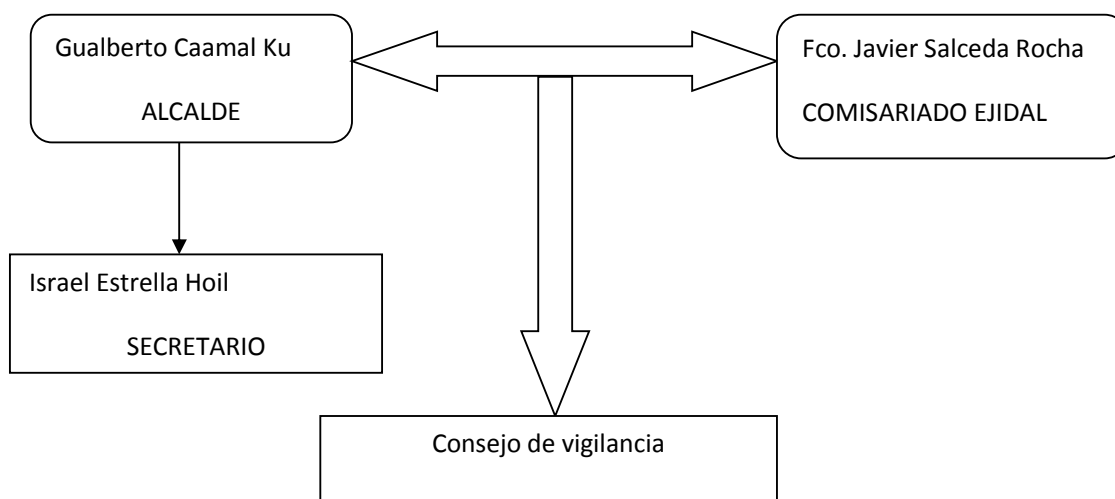 Gualberto Caamal Ku
ALCALDE
Fco. Javier Salceda Rocha
COMISARIADO EJIDAL
Israel Estrella Hoil
SECRETARIO
Consejo de vigilancia